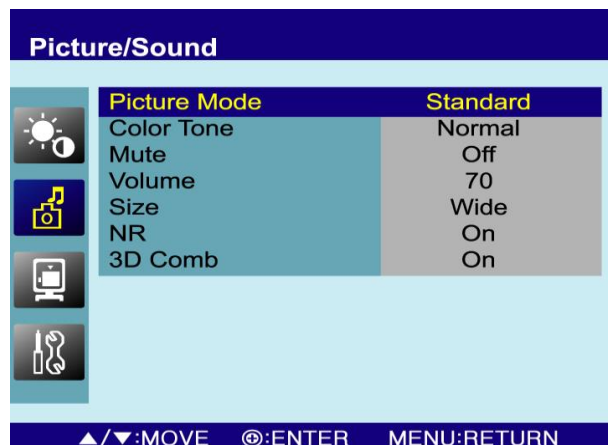 Picture/Sound
Picture Mode Standard
Color Tone Normal
Mute Off
Volume 70
Size Wide
NR On
3D Comb On
▲/▼:MOVE ⊕:ENTER MENU:RETURN